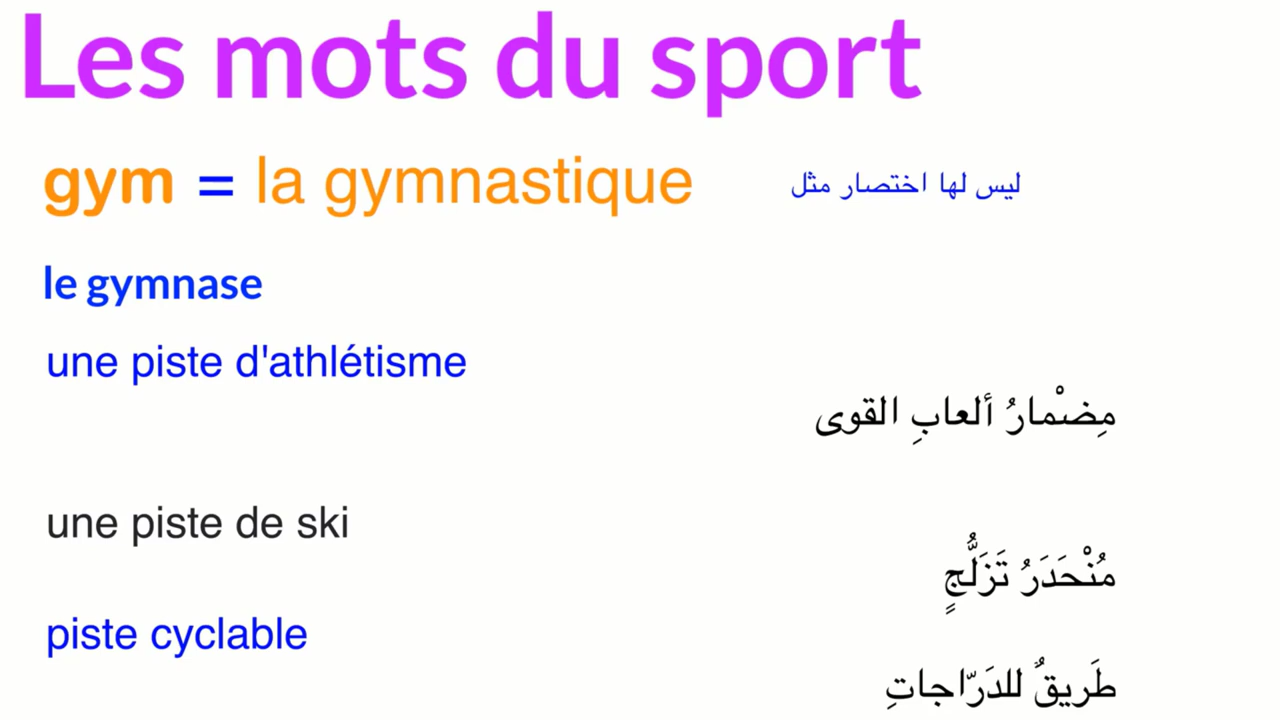 Les mots du sport
gym = la gymnastique ليس لها اختصار مثل
le gymnase
une piste d'athlétisme
مِضْمارُ ألعابِ القوى
une piste de ski
مُنْحَدَرُ تَزَلُّجٍ
piste cyclable
طَريقٌ للدَرّاجاتِ